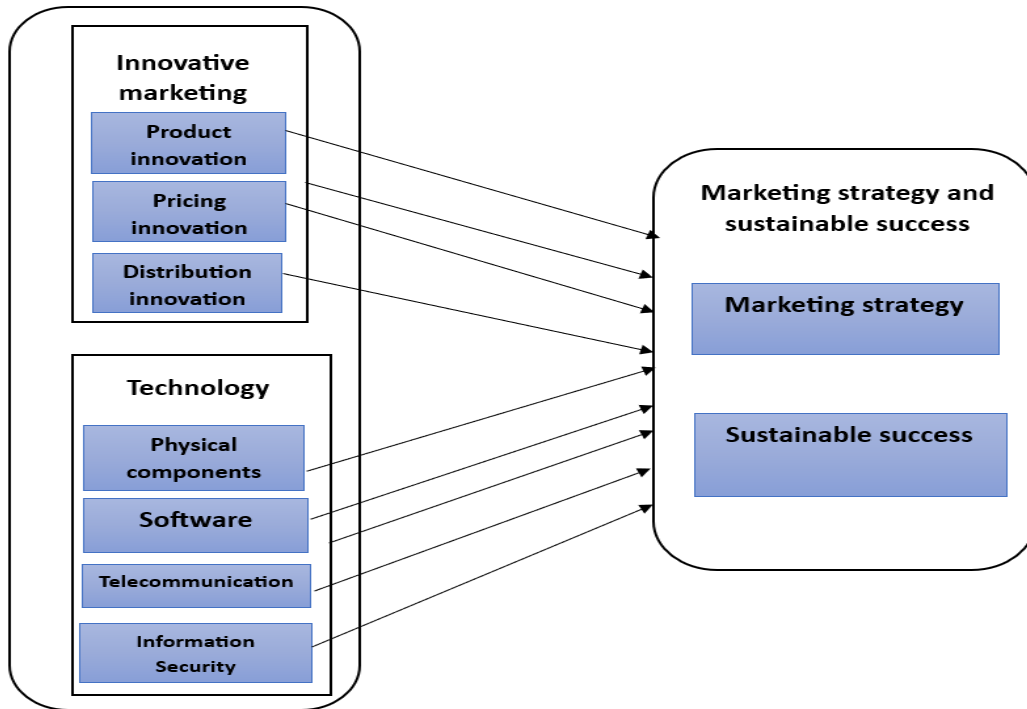 Innovative
marketing
Product
innovation
Pricing
innovation
Distribution
innovation
Technology
Physical
components
Software
Telecommunication
Information
Security
Marketing strategy and
sustainable success
Marketing strategy
Sustainable success